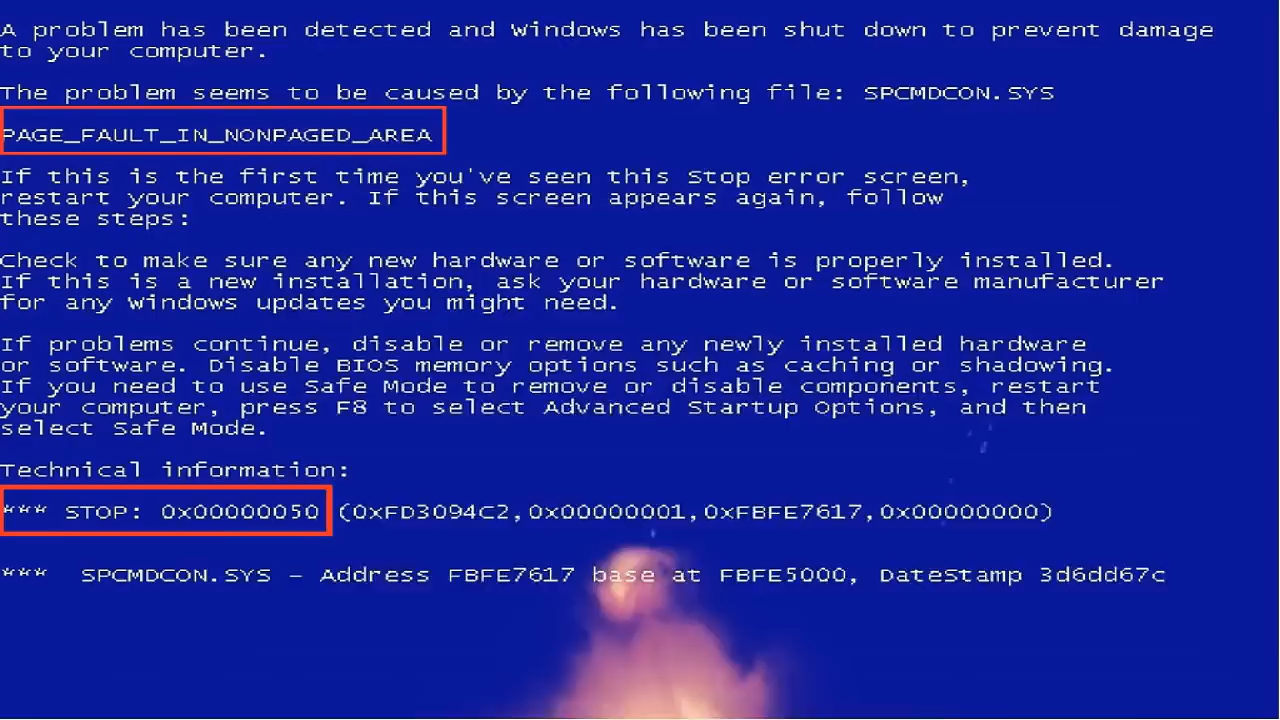 A problem has been detected and Windows has been shut down to prevent damage
to your computer.
The problem seems to be caused by the following file: SPCMDCON.SYS
PAGE_FAULT_IN_NONPAGED_AREA
If this is the first time you've seen this Stop error screen,
restart your computer. If this screen appears again, follow
these steps:
Check to make sure any new hardware or software is properly installed.
If this is a new installation, ask your hardware or software manufacturer
for any Windows updates you might need.
If problems continue, disable or remove any newly installed hardware
or software. Disable BIOS memory options such as caching or shadowing.
If you need to use Safe Mode to remove or disable components, restart
your computer, press F8 to select Advanced Startup Options, and then
select Safe Mode.
Technical information:
*** STOP: 0x00000050 (0xFD3094C2,0x00000001,0xFBFE7617,0x00000000)
*** SPCMDCON.SYS – Address FBFE7617 base at FBFE5000, DateStamp 3d6dd67c